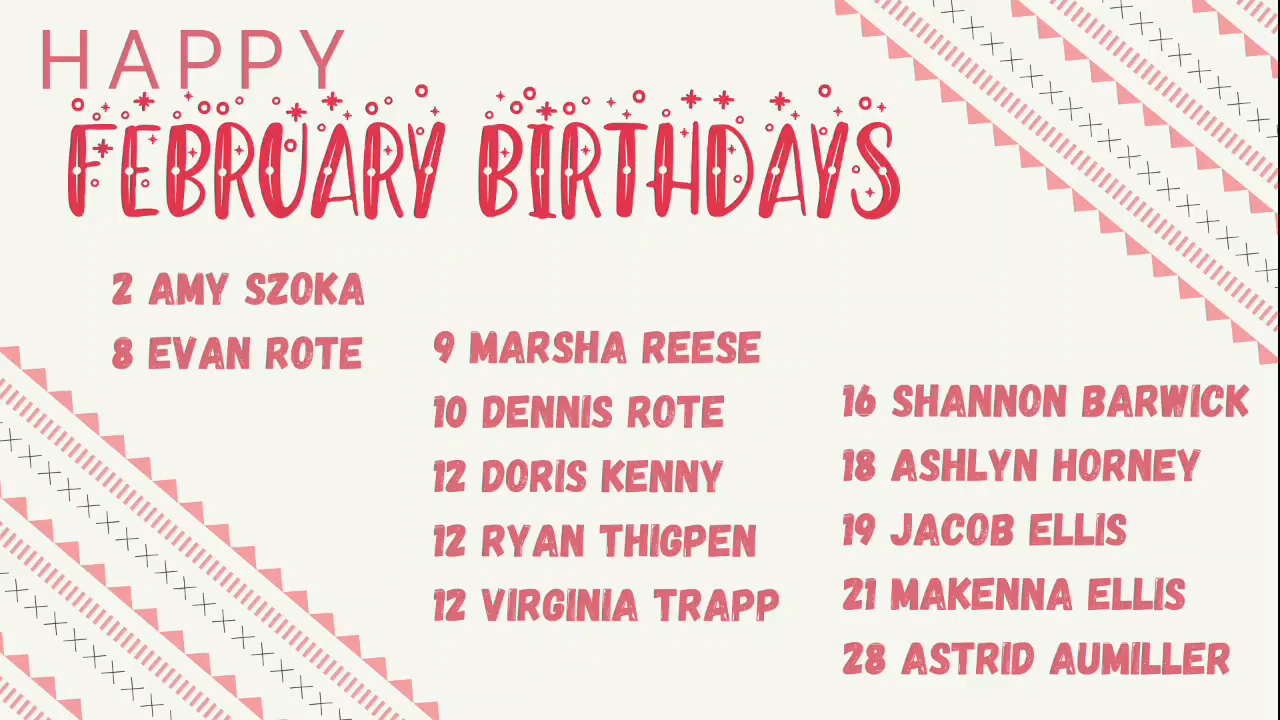 HAPPY
FEBRUARY BIRTHDAYS
2 AMY SZOKA
8 EVAN ROTE
9 MARSHA REESE
10 DENNIS ROTE
12 DORIS KENNY
12 RYAN THIGPEN
12 VIRGINIA TRAPP
16 SHANNON BARWICK
18 ASHLYN HORNEY
19 JACOB ELLIS
21 MAKENNA ELLIS
28 ASTRID AUMILLER